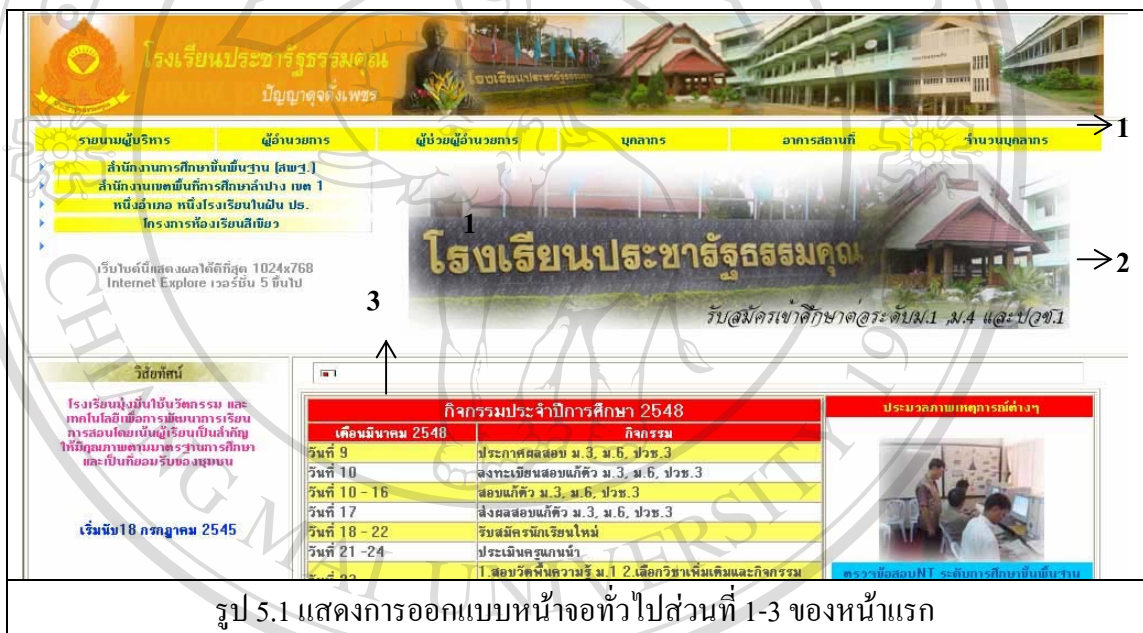 โรงเรียนประชารัฐธรรมคุณ
ปัญญาดุจดั่งเพชร
รายนามผู้บริหาร ผู้อำนวยการ ผู้ช่วยผู้อำนวยการ บุคลากร อาคารสถานที่ จำนวนบุคลากร
1
สำนักงานการศึกษาขั้นพื้นฐาน (สพฐ.)
สำนักงานเขตพื้นที่การศึกษาลำปาง เขต 1
หนึ่งอำเภอ หนึ่งโรงเรียนในฝัน ปธ.
โครงการห้องเรียนสีเขียว
เว็บไซต์นี้แสดงผลได้ดีที่สุด 1024x768
Internet Explore เวอร์ชั่น 5 ขึ้นไป
1
โรงเรียนประชารัฐธรรมคุณ
รับสมัครเข้าศึกษาต่อระดับม.1 ,ม.4 และปวช.1
2
3
วิสัยทัศน์
โรงเรียนมุ่งมั่นใช้นวัตกรรม และ
เทคโนโลยีเพื่อการพัฒนาการเรียน
การสอนโดยเน้นผู้เรียนเป็นสำคัญ
ให้มีคุณภาพตามมาตรฐานการศึกษา
และเป็นที่ยอมรับของชุมชน
เริ่มนับ18 กรกฎาคม 2545
กิจกรรมประจำปีการศึกษา 2548
เดือนมีนาคม 2548 กิจกรรม
วันที่ 9 ประกาศผลสอบ ม.3, ม.6, ปวช.3
วันที่ 10 ลงทะเบียนสอบแก้ตัว ม.3, ม.6, ปวช.3
วันที่ 10 - 16 สอบแก้ตัว ม.3, ม.6, ปวช.3
วันที่ 17 ส่งผลสอบแก้ตัว ม.3, ม.6, ปวช.3
วันที่ 18 - 22 รับสมัครนักเรียนใหม่
วันที่ 21 -24 ประเมินครูแกนนำ
1.สอบวัดพื้นความรู้ ม.1 2.เลือกวิชาเพิ่มเติมและกิจกรรม
ประมวลภาพเหตุการณ์ต่างๆ
ตรวจข้อสอบNT ระดับการศึกษาขั้นพื้นฐาน
CHIANG MAI UNIVERSITY 19
รูป 5.1 แสดงการออกแบบหน้าจอทั่วไปส่วนที่ 1-3 ของหน้าแรก